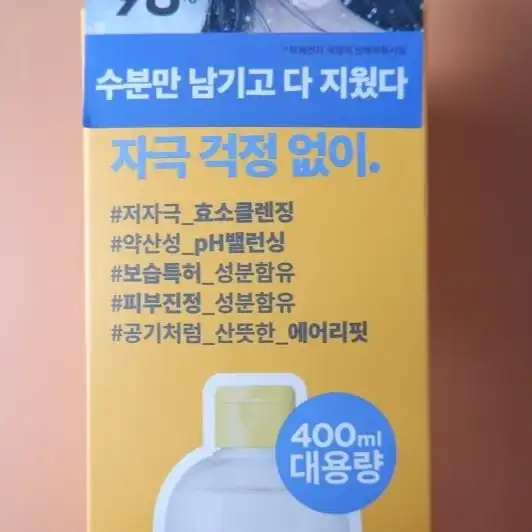 수분만 남기고 다 지웠다
자극 걱정 없이.
#저자극_효소클렌징
#약산성_pH밸런싱
#보습특허_성분함유
#피부진정_성분함유
#공기처럼_산뜻한_에어리핏
400ml
대용량